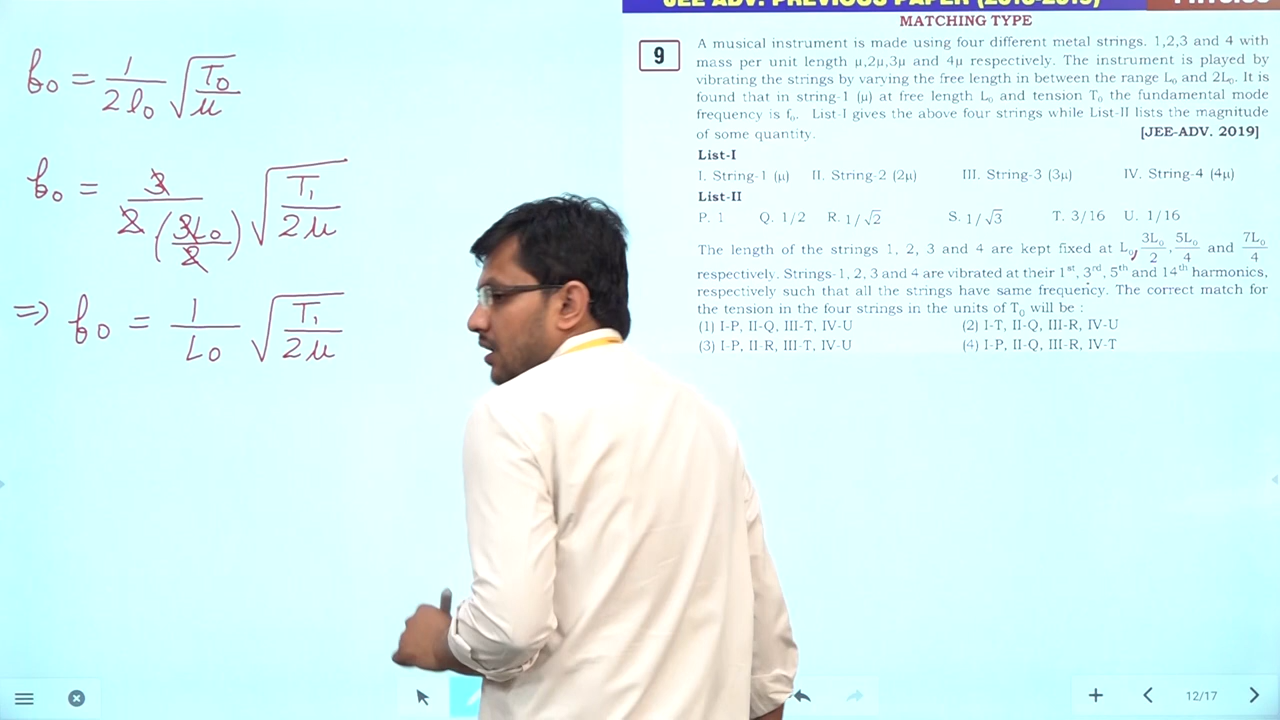 JEE ADV. PREVIOUS PAPER (2013-2019)
MATCHING TYPE
9
A musical instrument is made using four different metal strings. 1,2,3 and 4 with
mass per unit length μ,2μ,3μ and 4μ respectively. The instrument is played by
vibrating the strings by varying the free length in between the range L₀ and 2L₀. It is
found that in string-1 (μ) at free length L₀ and tension T₀ the fundamental mode
frequency is f₀. List-I gives the above four strings while List-II lists the magnitude
of some quantity. [JEE-ADV. 2019]
List-I
I. String-1 (μ) II. String-2 (2μ) III. String-3 (3μ) IV. String-4 (4μ)
List-II
P. 1 Q. 1/2 R. 1/√2 S. 1/√3 T. 3/16 U. 1/16
The length of the strings 1, 2, 3 and 4 are kept fixed at L₀, 3L₀/2, 5L₀/4 and 7L₀/4
respectively. Strings-1, 2, 3 and 4 are vibrated at their 1st, 3rd, 5th and 14th harmonics,
respectively such that all the strings have same frequency. The correct match for
the tension in the four strings in the units of T₀ will be :
(1) I-P, II-Q, III-T, IV-U (2) I-T, II-Q, III-R, IV-U
(3) I-P, II-R, III-T, IV-U (4) I-P, II-Q, III-R, IV-T
f₀ = 1/2l₀ √T₀/μ
f₀ = 3/2(3L₀/2) √T₁/2μ
⇒ f₀ = 1/L₀ √T₁/2μ
12/17